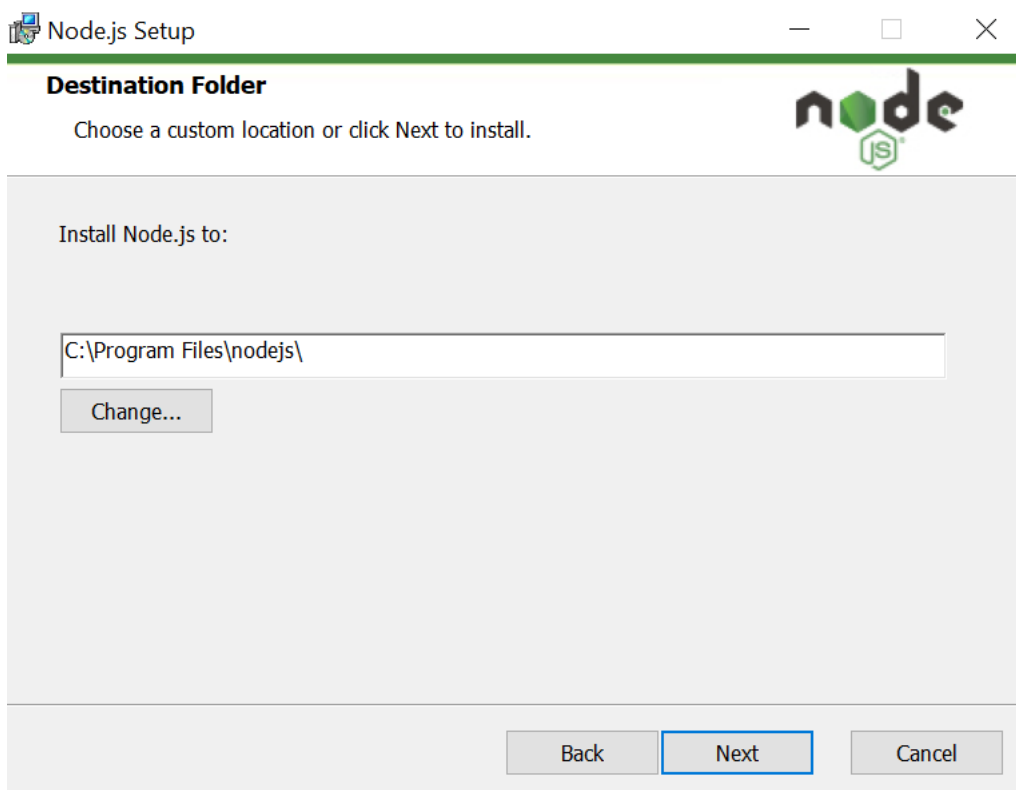 Node.js Setup
Destination Folder
Choose a custom location or click Next to install.
node
JS
Install Node.js to:
C:\Program Files\nodejs\
Change...
Back
Next
Cancel